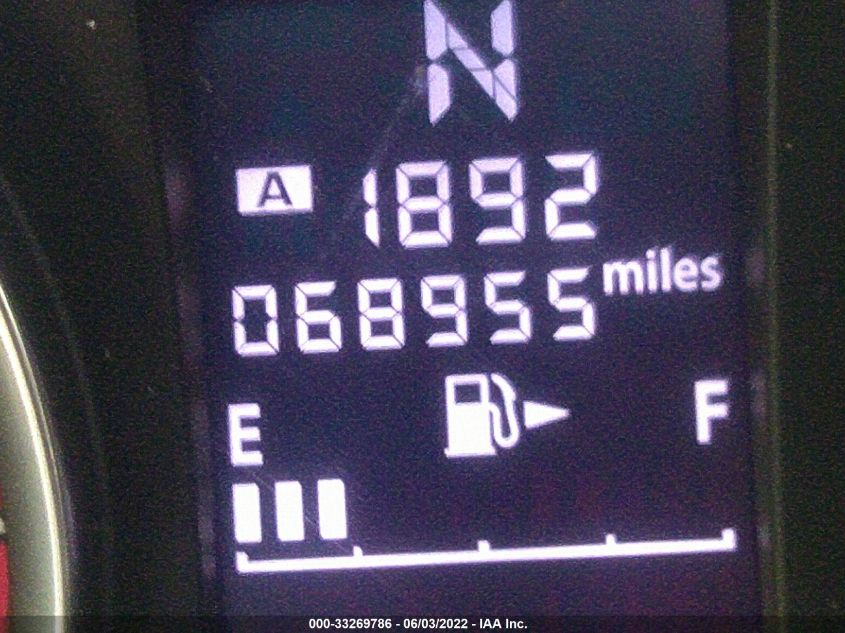 N
A 1892
068955 miles
E F
000-33269786 - 06/03/2022 - IAA Inc.